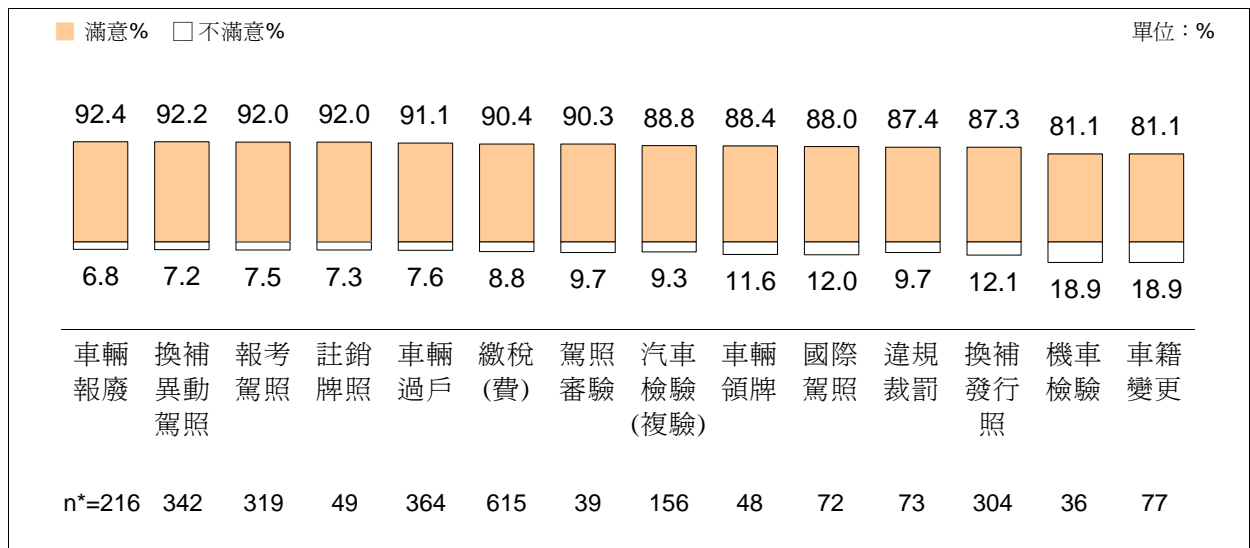 滿意% 不滿意% 單位：%
92.4 92.2 92.0 92.0 91.1 90.4 90.3 88.8 88.4 88.0 87.4 87.3 81.1 81.1
6.8 7.2 7.5 7.3 7.6 8.8 9.7 9.3 11.6 12.0 9.7 12.1 18.9 18.9
車輛 換補 報考 註銷 車輛 繳稅 駕照 汽車 車輛 國際 違規 換補 機車 車籍
報廢 異動 駕照 牌照 過戶 (費) 審驗 檢驗 領牌 駕照 裁罰 發行 檢驗 變更
駕照 (複驗) 照
n*=216 342 319 49 364 615 39 156 48 72 73 304 36 77